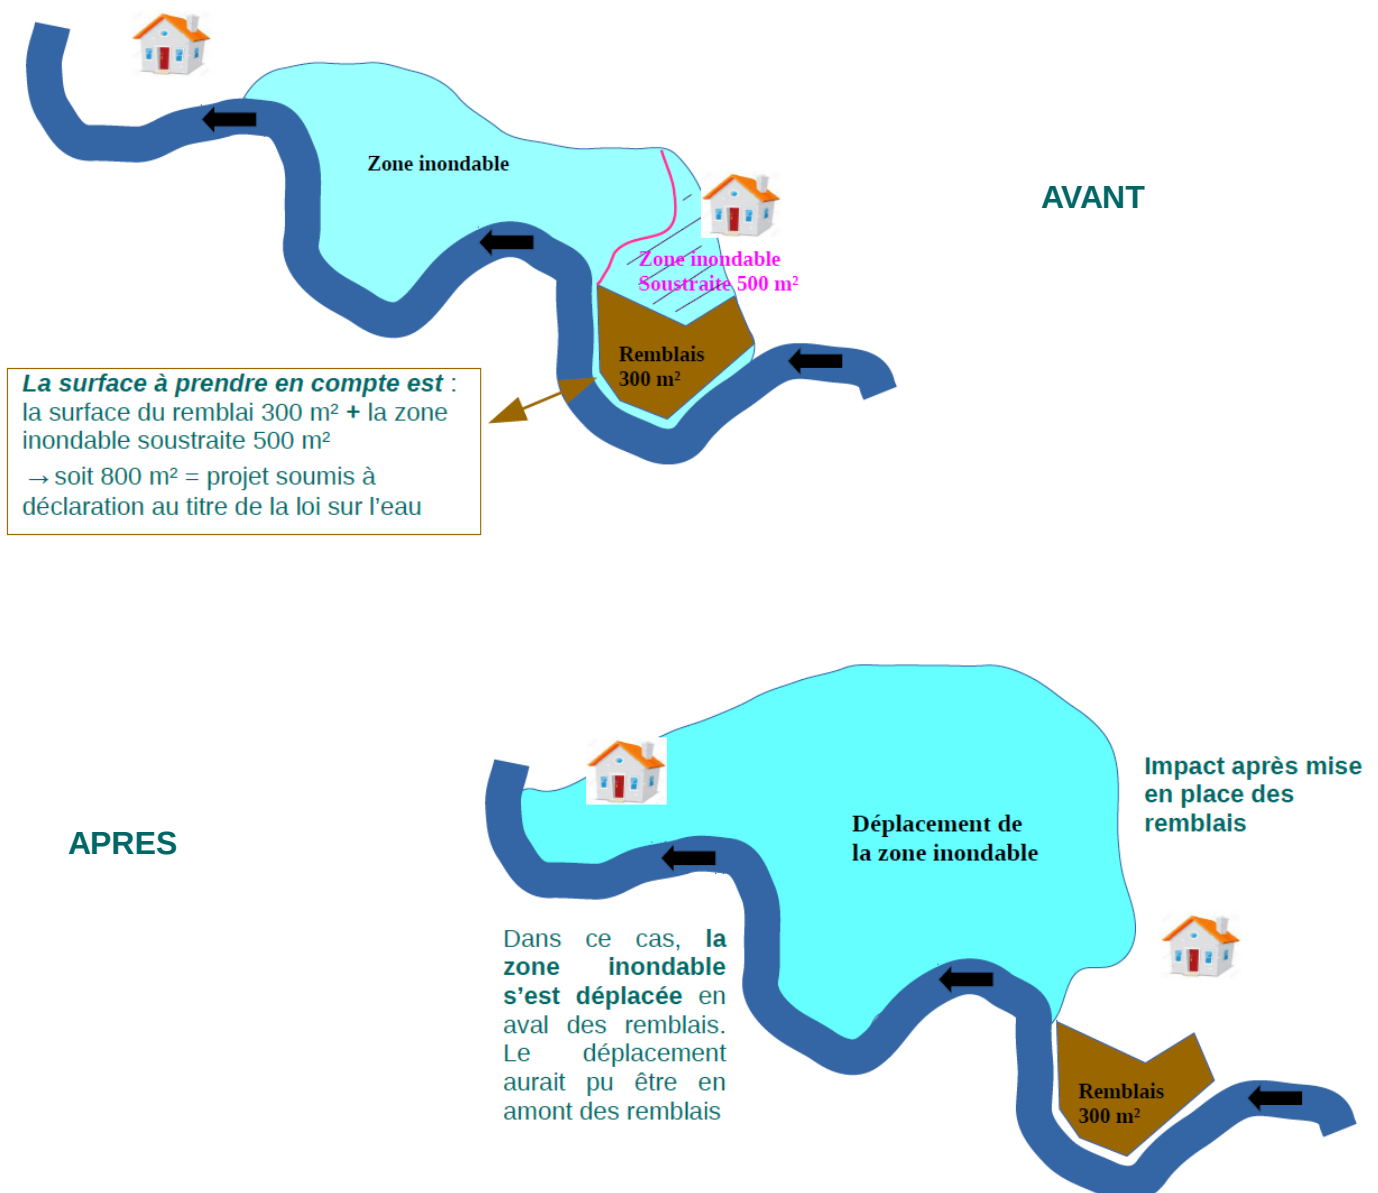 Zone inondable
AVANT
Zone inondable
Soustraite 500 m²
Remblais
300 m²
La surface à prendre en compte est :
la surface du remblai 300 m² + la zone
inondable soustraite 500 m²
→ soit 800 m² = projet soumis à
déclaration au titre de la loi sur l'eau
Impact après mise
en place des
remblais
Déplacement de
la zone inondable
APRES
Dans ce cas, la
zone inondable
s'est déplacée en
aval des remblais.
Le déplacement
aurait pu être en
amont des remblais
Remblais
300 m²